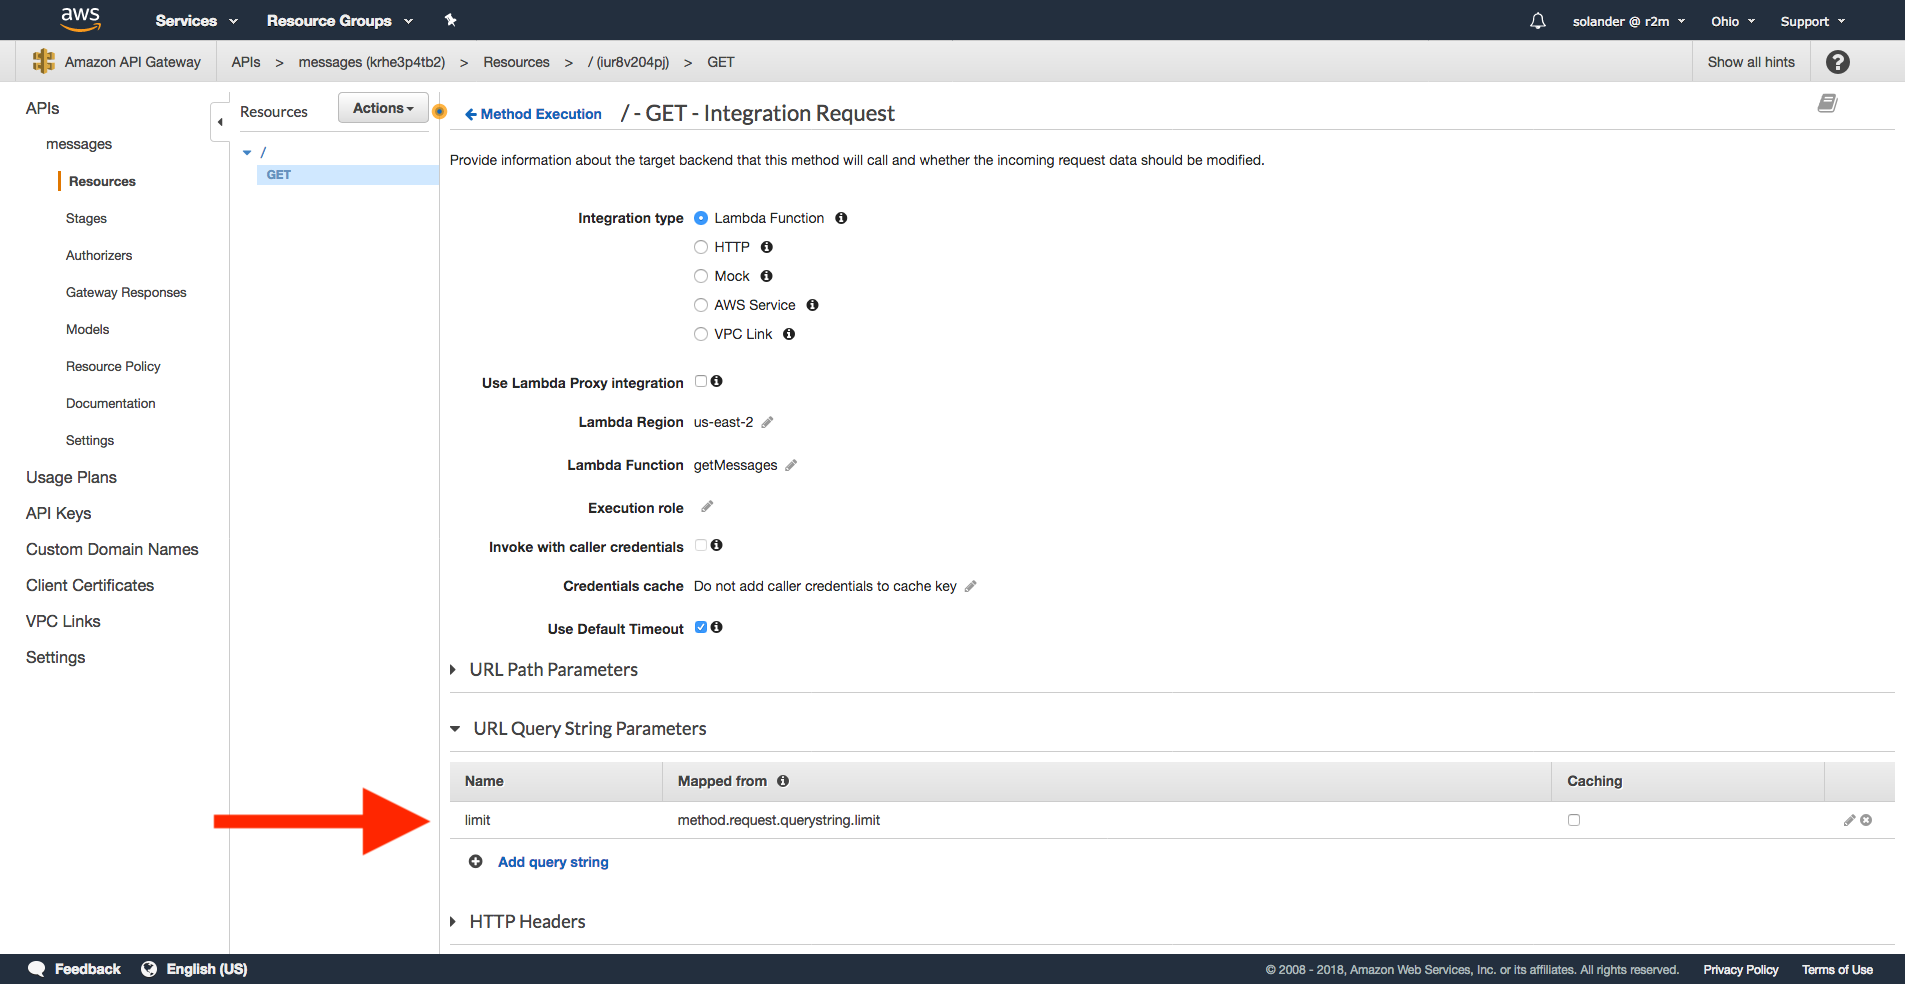 aws Services Resource Groups solander @ r2m Ohio Support
Amazon API Gateway APIs > messages (krhe3p4tb2) > Resources > / (iur8v204pj) > GET Show all hints ?
APIs
messages
Resources
Stages
Authorizers
Gateway Responses
Models
Resource Policy
Documentation
Settings
Usage Plans
API Keys
Custom Domain Names
Client Certificates
VPC Links
Settings
Resources Actions
/
GET
Method Execution / - GET - Integration Request
Provide information about the target backend that this method will call and whether the incoming request data should be modified.
Integration type Lambda Function
HTTP
Mock
AWS Service
VPC Link
Use Lambda Proxy integration
Lambda Region us-east-2
Lambda Function getMessages
Execution role
Invoke with caller credentials
Credentials cache Do not add caller credentials to cache key
Use Default Timeout
URL Path Parameters
URL Query String Parameters
Name Mapped from Caching
limit method.request.querystring.limit
Add query string
HTTP Headers
Feedback English (US) © 2008 - 2018, Amazon Web Services, Inc. or its affiliates. All rights reserved. Privacy Policy Terms of Use